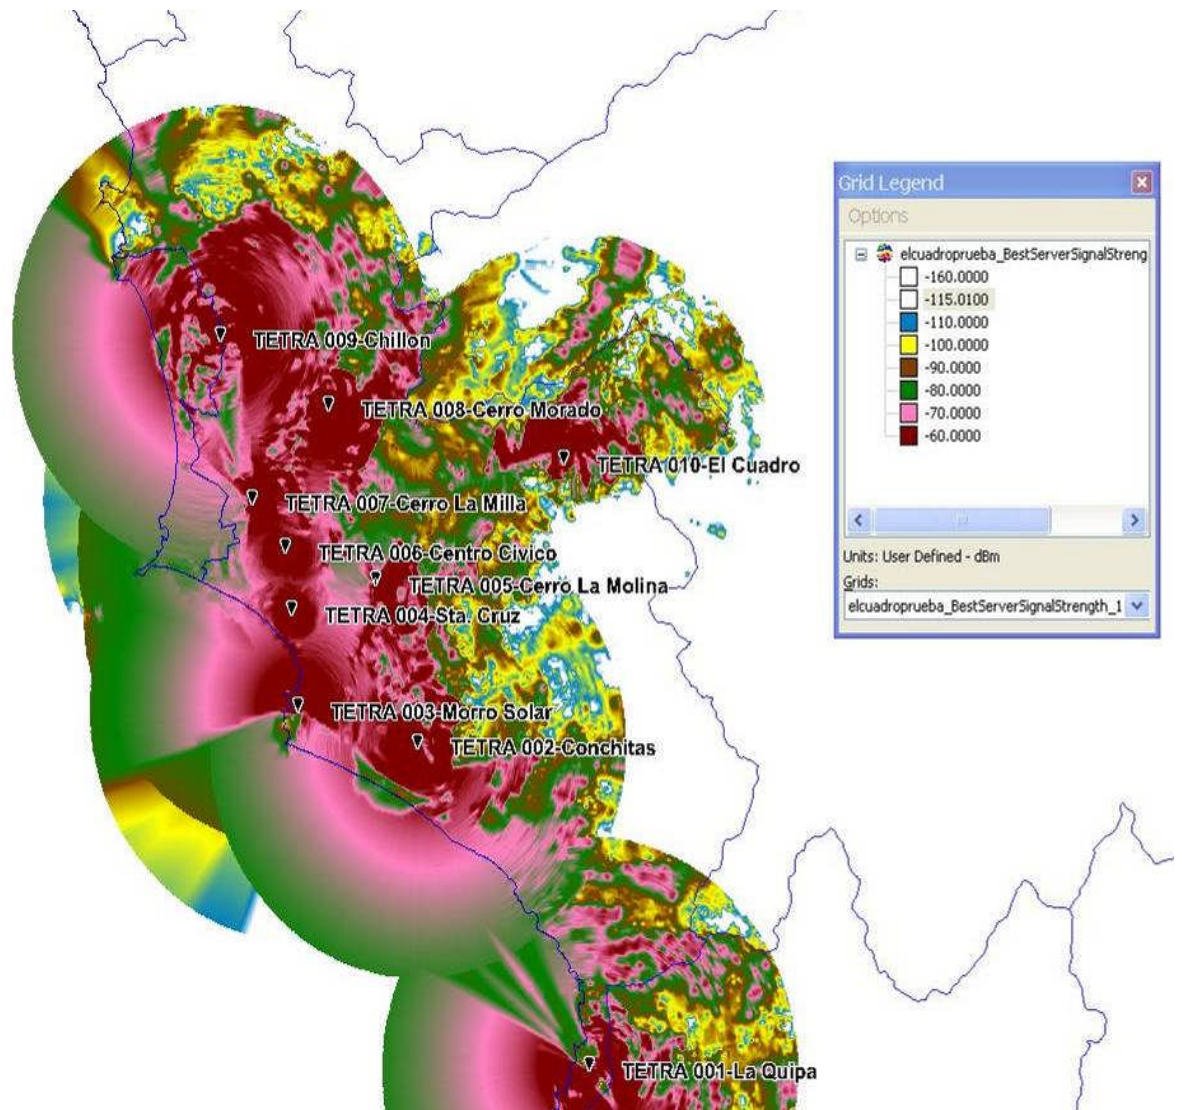 Grid Legend
Options
elcuadroprueba_BestServerSignalStreng
-160.0000
-115.0100
-110.0000
-100.0000
-90.0000
-80.0000
-70.0000
-60.0000
Units: User Defined - dBm
Grids:
elcuadroprueba_BestServerSignalStrength_1
TETRA 009-Chillon
TETRA 008-Cerro Morado
TETRA 010-El Cuadro
TETRA 007-Cerro La Milla
TETRA 006-Centro Civico
TETRA 005-Cerro La Molina
TETRA 004-Sta. Cruz
TETRA 003-Morro Solar
TETRA 002-Conchitas
TETRA 001-La Quipa